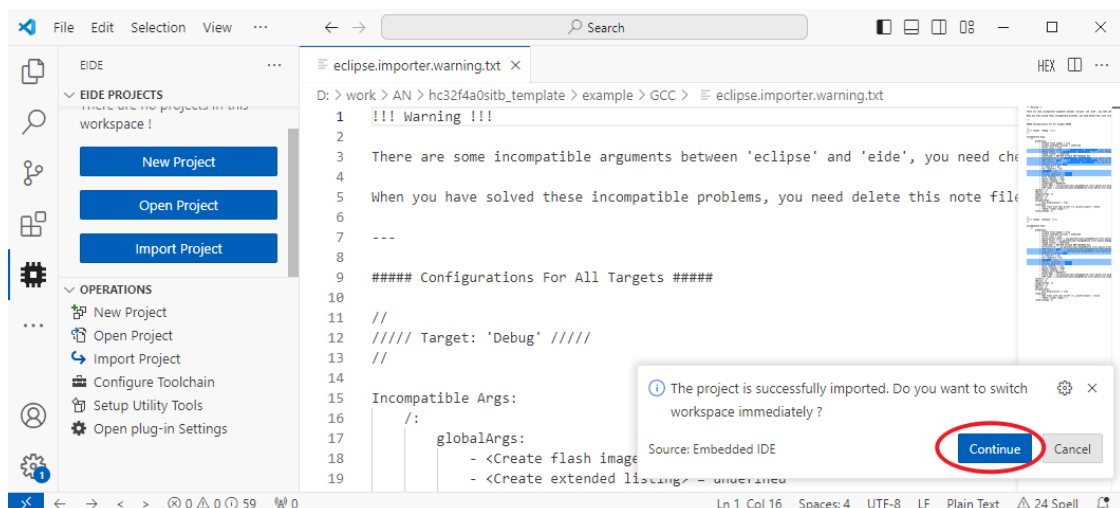 File Edit Selection View ···
Search
EIDE ···
EIDE PROJECTS
There are no projects in this
workspace !
New Project
Open Project
Import Project
OPERATIONS
New Project
Open Project
Import Project
Configure Toolchain
Setup Utility Tools
Open plug-in Settings
1
eclipse.importer.warning.txt
HEX ···
D: > work > AN > hc32f4a0sitb_template > example > GCC > eclipse.importer.warning.txt
1 !!! Warning !!!
2
3 There are some incompatible arguments between 'eclipse' and 'eide', you need che
4
5 When you have solved these incompatible problems, you need delete this note file
6
7 ---
8
9 ##### Configurations For All Targets #####
10
11 //
12 ///// Target: 'Debug' /////
13 //
14
15 Incompatible Args:
16 /:
17 globalArgs:
18 - <Create flash image
19 - <Create extended listing> = undefined
The project is successfully imported. Do you want to switch
workspace immediately ?
Source: Embedded IDE
Continue
Cancel
0 0 59 0
Ln 1, Col 16 Spaces: 4 UTF-8 LF Plain Text 24 Spell